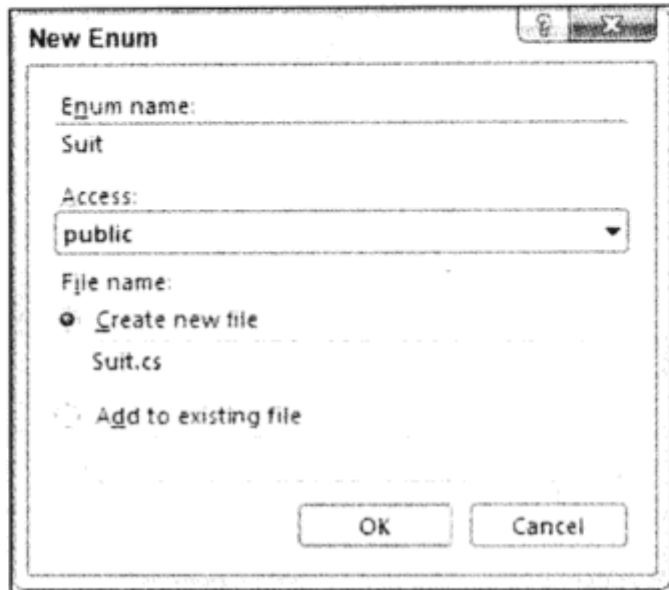 New Enum
Enum name:
Suit
Access:
public
File name:
Create new file
Suit.cs
Add to existing file
OK
Cancel